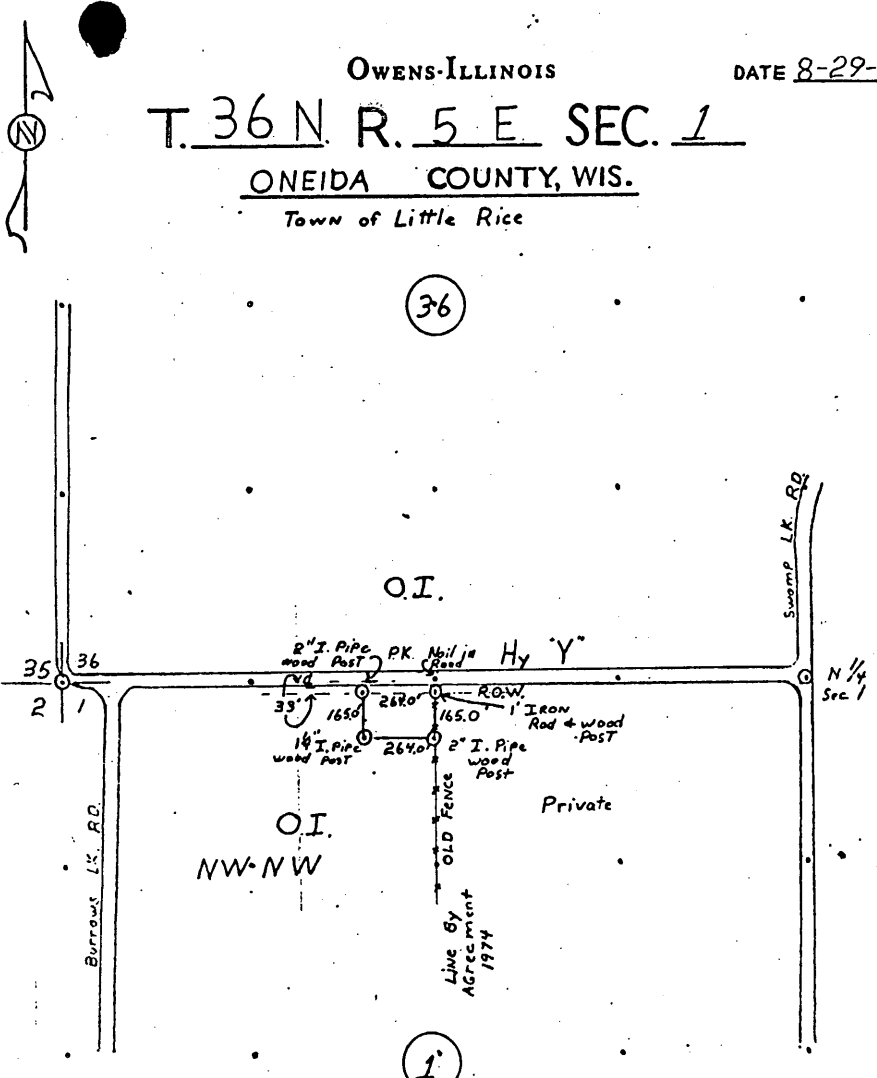 OWENS-ILLINOIS
DATE 8-29-
T. 36 N. R. 5 E. SEC. 1
ONEIDA COUNTY, WIS.
Town of Little Rice
N
36
Swamp LK. RD.
O.I.
2" I. Pipe
wood Post
P.K. Nail in
Road
Hy "Y"
35 36
2 1
N 1/4
Sec 1
33'
264.0'
R.O.W.
165.0'
165.0'
1" IRON
Rod & wood
Post
I. Pipe
wood Post
264.0'
2" I. Pipe
wood
Post
OLD FENCE
Private
O.I.
NW-NW
Burrows LK. RD.
Line By
AGreement
1974
1